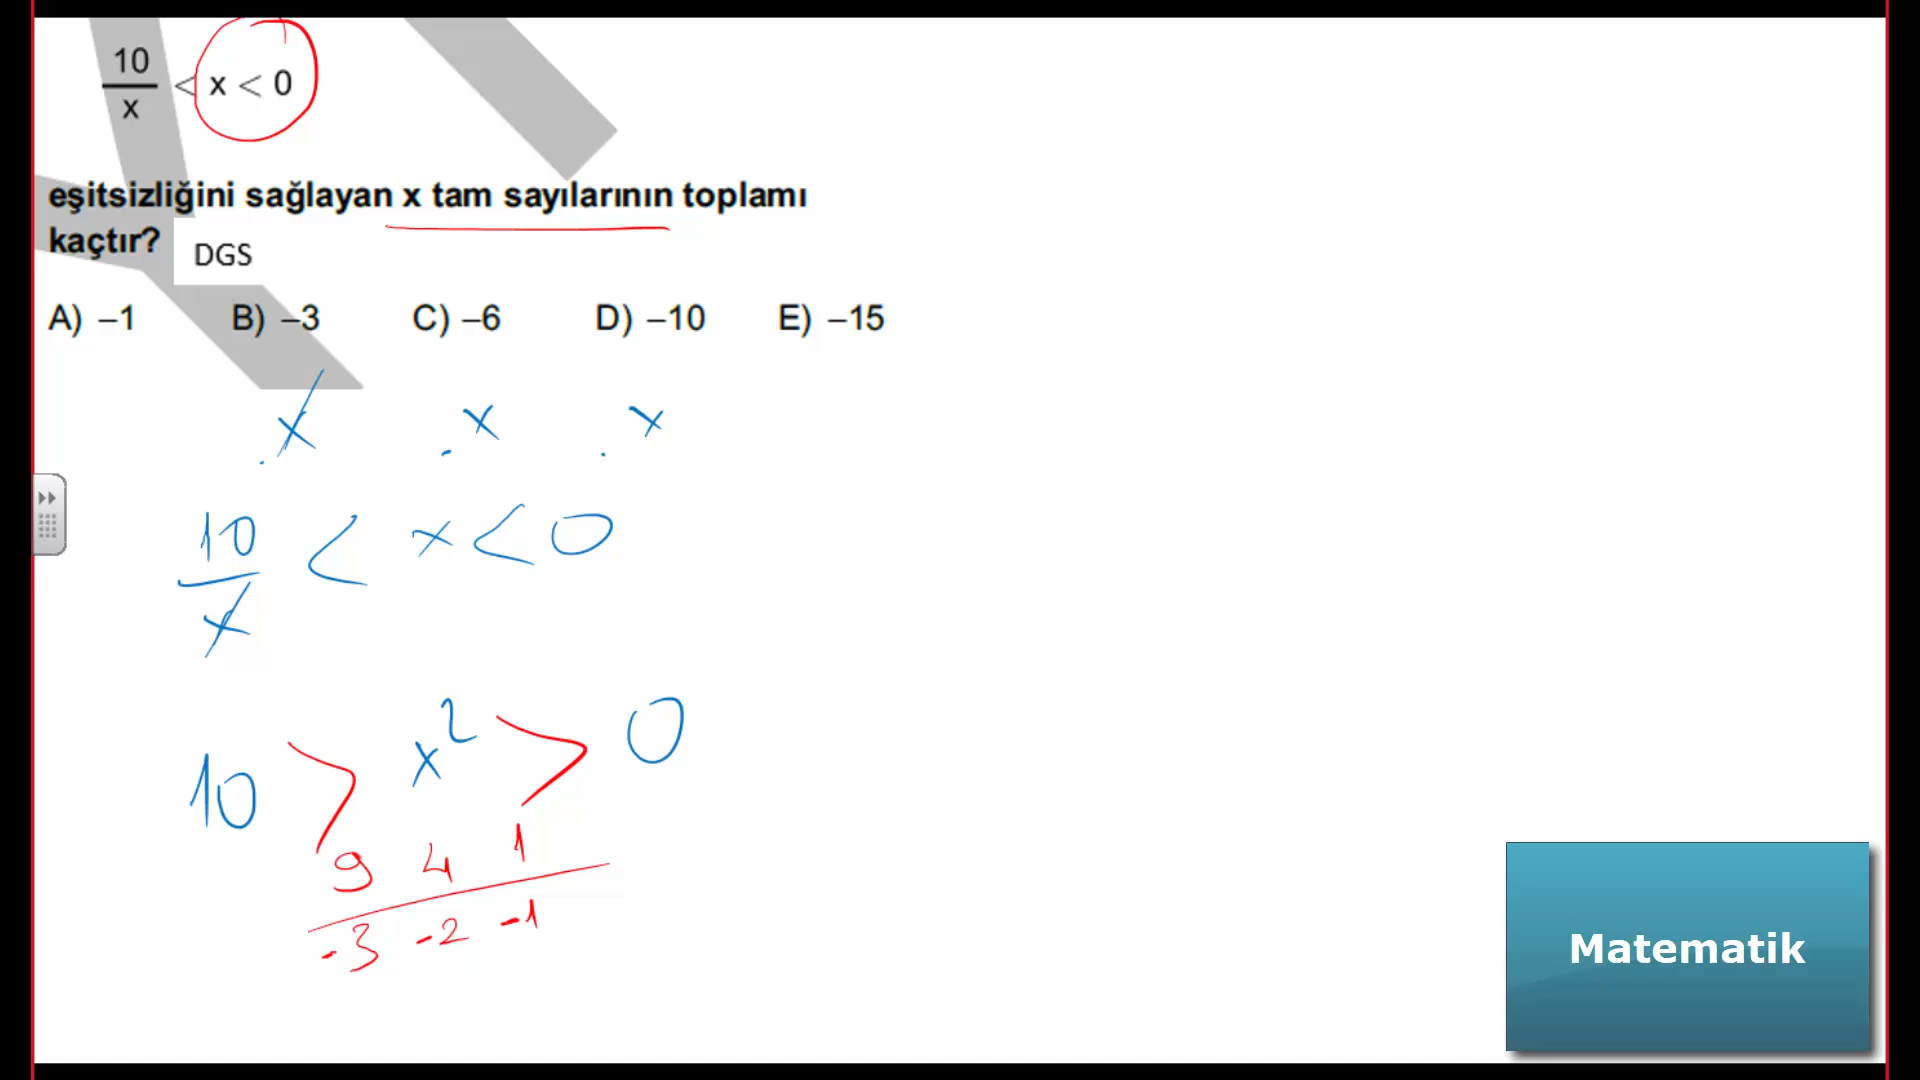 10/x < x < 0
eşitsizliğini sağlayan x tam sayılarının toplamı
kaçtır?
DGS
A) –1 B) –3 C) –6 D) –10 E) –15
.x .x .x
10/x < x < 0
10 > x² > 0
9 4 1
-3 -2 -1
Matematik